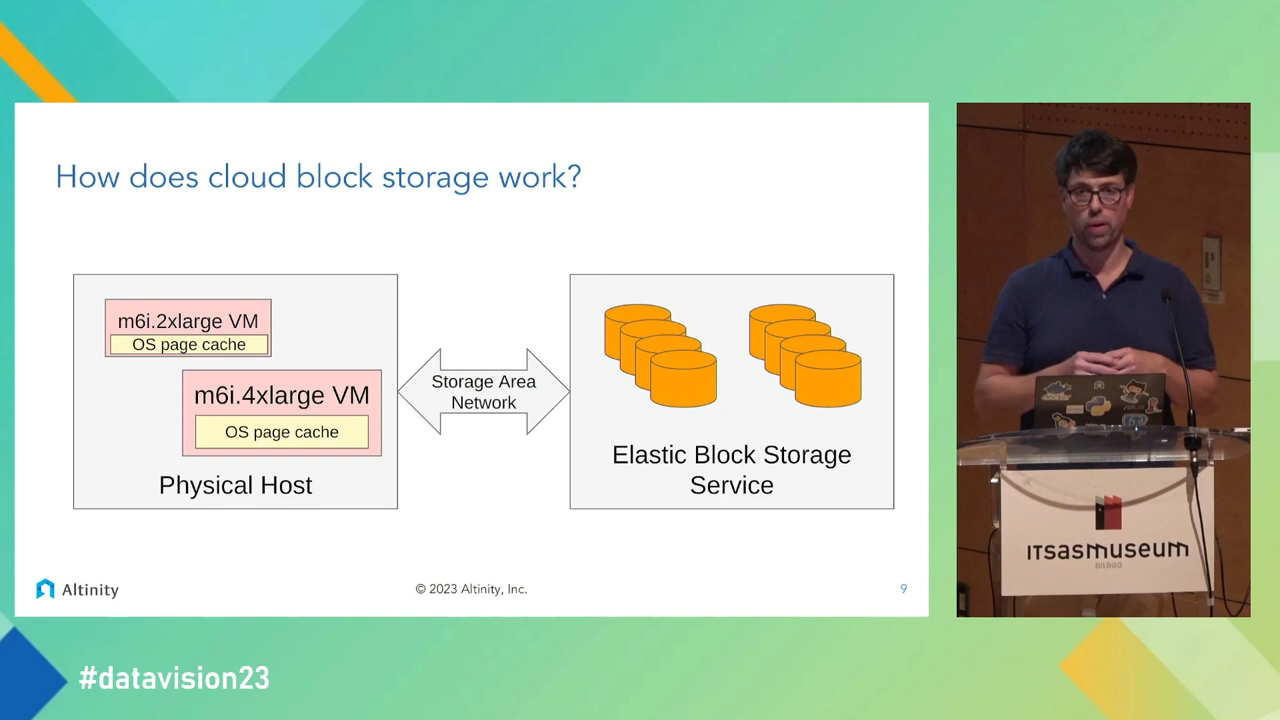 How does cloud block storage work?
m6i.2xlarge VM
OS page cache
m6i.4xlarge VM
OS page cache
Physical Host
Storage Area
Network
Elastic Block Storage
Service
Altinity
© 2023 Altinity, Inc.
9
ITSASMUSEUM
BILBAO
#datavision23